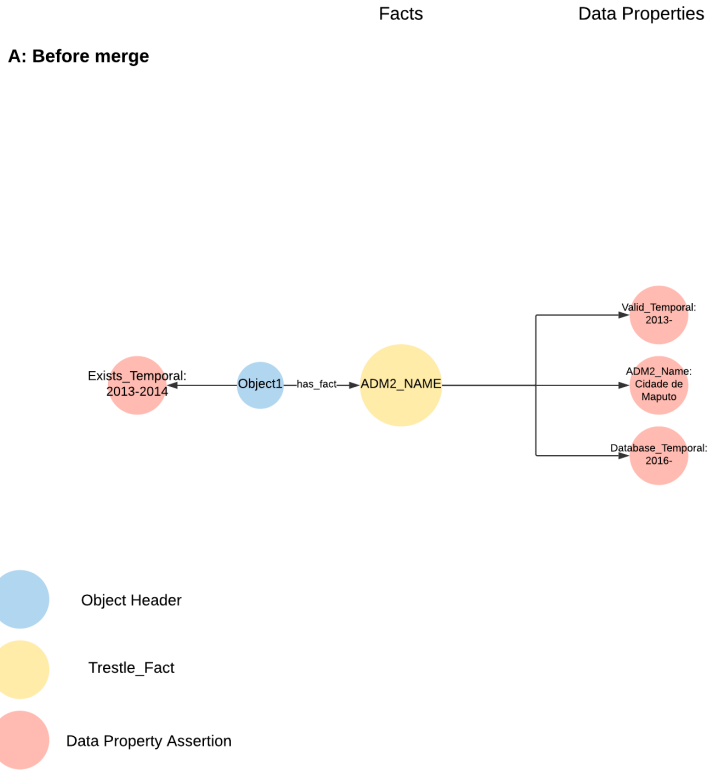 Facts
Data Properties
A: Before merge
Valid_Temporal:
2013-
Exists_Temporal:
2013-2014
Object1
has_fact
ADM2_NAME
ADM2_Name:
Cidade de
Maputo
Database_Temporal:
2016-
Object Header
Trestle_Fact
Data Property Assertion